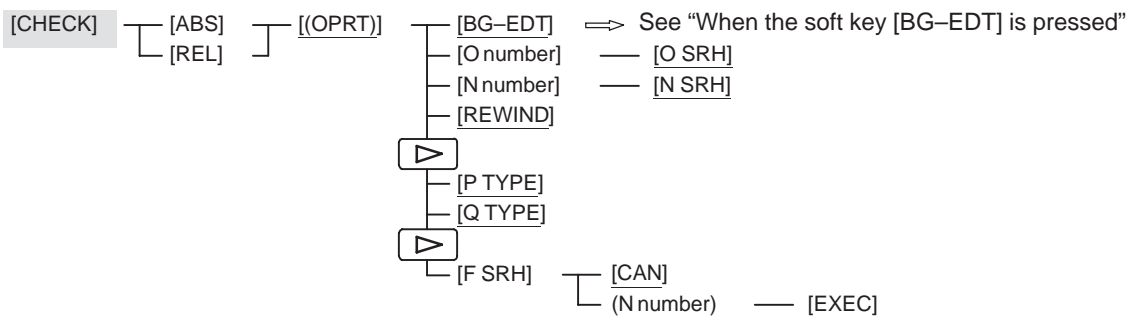 [CHECK] [ABS] [(OPRT)] [BG–EDT] See “When the soft key [BG–EDT] is pressed”
[REL] [O number] [O SRH]
[N number] [N SRH]
[REWIND]
[P TYPE]
[Q TYPE]
[F SRH] [CAN]
(N number) [EXEC]